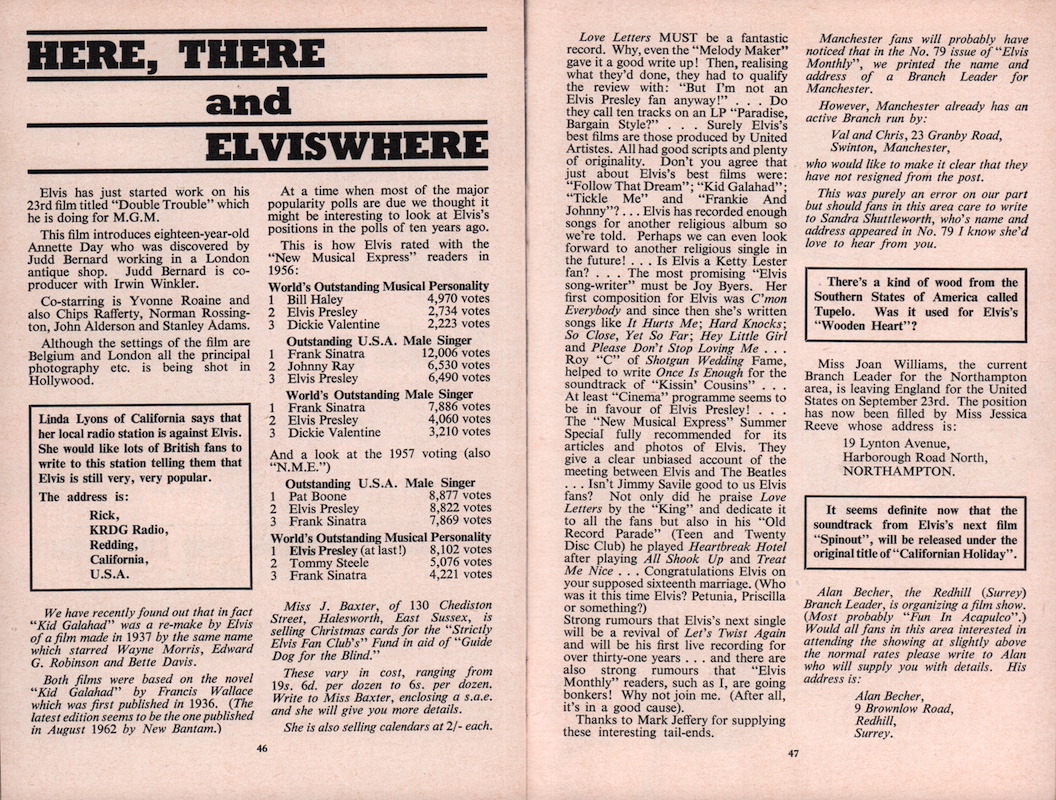 HERE, THERE
and
ELVISWHERE
Elvis has just started work on his
23rd film titled "Double Trouble" which
he is doing for M.G.M.
This film introduces eighteen-year-old
Annette Day who was discovered by
Judd Bernard working in a London
antique shop. Judd Bernard is co-
producer with Irwin Winkler.
Co-starring is Yvonne Roaine and
also Chips Rafferty, Norman Rossing-
ton, John Alderson and Stanley Adams.
Although the settings of the film are
Belgium and London all the principal
photography etc. is being shot in
Hollywood.
Linda Lyons of California says that
her local radio station is against Elvis.
She would like lots of British fans to
write to this station telling them that
Elvis is still very, very popular.
The address is:
Rick,
KRDG Radio,
Redding,
California,
U.S.A.
We have recently found out that in fact
"Kid Galahad" was a re-make by Elvis
of a film made in 1937 by the same name
which starred Wayne Morris, Edward
G. Robinson and Bette Davis.
Both films were based on the novel
"Kid Galahad" by Francis Wallace
which was first published in 1936. (The
latest edition seems to be the one published
in August 1962 by New Bantam.)
At a time when most of the major
popularity polls are due we thought it
might be interesting to look at Elvis's
positions in the polls of ten years ago.
This is how Elvis rated with the
"New Musical Express" readers in
1956:
World's Outstanding Musical Personality
1 Bill Haley 4,970 votes
2 Elvis Presley 2,734 votes
3 Dickie Valentine 2,223 votes
Outstanding U.S.A. Male Singer
1 Frank Sinatra 12,006 votes
2 Johnny Ray 6,530 votes
3 Elvis Presley 6,490 votes
World's Outstanding Male Singer
1 Frank Sinatra 7,886 votes
2 Elvis Presley 4,060 votes
3 Dickie Valentine 3,210 votes
And a look at the 1957 voting (also
"N.M.E.")
Outstanding U.S.A. Male Singer
1 Pat Boone 8,877 votes
2 Elvis Presley 8,822 votes
3 Frank Sinatra 7,869 votes
World's Outstanding Musical Personality
1 Elvis Presley (at last!) 8,102 votes
2 Tommy Steele 5,076 votes
3 Frank Sinatra 4,221 votes
Miss J. Baxter, of 130 Chediston
Street, Halesworth, East Sussex, is
selling Christmas cards for the "Strictly
Elvis Fan Club's" Fund in aid of "Guide
Dog for the Blind."
These vary in cost, ranging from
19s. 6d. per dozen to 6s. per dozen.
Write to Miss Baxter, enclosing a s.a.e.
and she will give you more details.
She is also selling calendars at 2/- each.
46
Love Letters MUST be a fantastic
record. Why, even the "Melody Maker"
gave it a good write up! Then, realising
what they'd done, they had to qualify
the review with: "But I'm not an
Elvis Presley fan anyway!" . . . Do
they call ten tracks on an LP "Paradise,
Bargain Style?" . . . Surely Elvis's
best films are those produced by United
Artistes. All had good scripts and plenty
of originality. Don't you agree that
just about Elvis's best films were:
"Follow That Dream"; "Kid Galahad";
"Tickle Me" and "Frankie And
Johnny"? . . . Elvis has recorded enough
songs for another religious album so
we're told. Perhaps we can even look
forward to another religious single in
the future! . . . Is Elvis a Ketty Lester
fan? . . . The most promising "Elvis
song-writer" must be Joy Byers. Her
first composition for Elvis was C'mon
Everybody and since then she's written
songs like It Hurts Me; Hard Knocks;
So Close, Yet So Far; Hey Little Girl
and Please Don't Stop Loving Me . . .
Roy "C" of Shotgun Wedding Fame,
helped to write Once Is Enough for the
soundtrack of "Kissin' Cousins" . . .
At least "Cinema" programme seems to
be in favour of Elvis Presley! . . .
The "New Musical Express" Summer
Special fully recommended for its
articles and photos of Elvis. They
give a clear unbiased account of the
meeting between Elvis and The Beatles
. . . Isn't Jimmy Savile good to us Elvis
fans? Not only did he praise Love
Letters by the "King" and dedicate it
to all the fans but also in his "Old
Record Parade" (Teen and Twenty
Disc Club) he played Heartbreak Hotel
after playing All Shook Up and Treat
Me Nice . . . Congratulations Elvis on
your supposed sixteenth marriage. (Who
was it this time Elvis? Petunia, Priscilla
or something?)
Strong rumours that Elvis's next single
will be a revival of Let's Twist Again
and will be his first live recording for
over thirty-one years . . . and there are
also strong rumours that "Elvis
Monthly" readers, such as I, are going
bonkers! Why not join me. (After all,
it's in a good cause).
Thanks to Mark Jeffery for supplying
these interesting tail-ends.
Manchester fans will probably have
noticed that in the No. 79 issue of "Elvis
Monthly", we printed the name and
address of a Branch Leader for
Manchester.
However, Manchester already has an
active Branch run by:
Val and Chris, 23 Granby Road,
Swinton, Manchester,
who would like to make it clear that they
have not resigned from the post.
This was purely an error on our part
but should fans in this area care to write
to Sandra Shuttleworth, who's name and
address appeared in No. 79 I know she'd
love to hear from you.
There's a kind of wood from the
Southern States of America called
Tupelo. Was it used for Elvis's
"Wooden Heart"?
Miss Joan Williams, the current
Branch Leader for the Northampton
area, is leaving England for the United
States on September 23rd. The position
has now been filled by Miss Jessica
Reeve whose address is:
19 Lynton Avenue,
Harborough Road North,
NORTHAMPTON.
It seems definite now that the
soundtrack from Elvis's next film
"Spinout", will be released under the
original title of "Californian Holiday".
Alan Becher, the Redhill (Surrey)
Branch Leader, is organizing a film show.
(Most probably "Fun In Acapulco".)
Would all fans in this area interested in
attending the showing at slightly above
the normal rates please write to Alan
who will supply you with details. His
address is:
Alan Becher,
9 Brownlow Road,
Redhill,
Surrey.
47